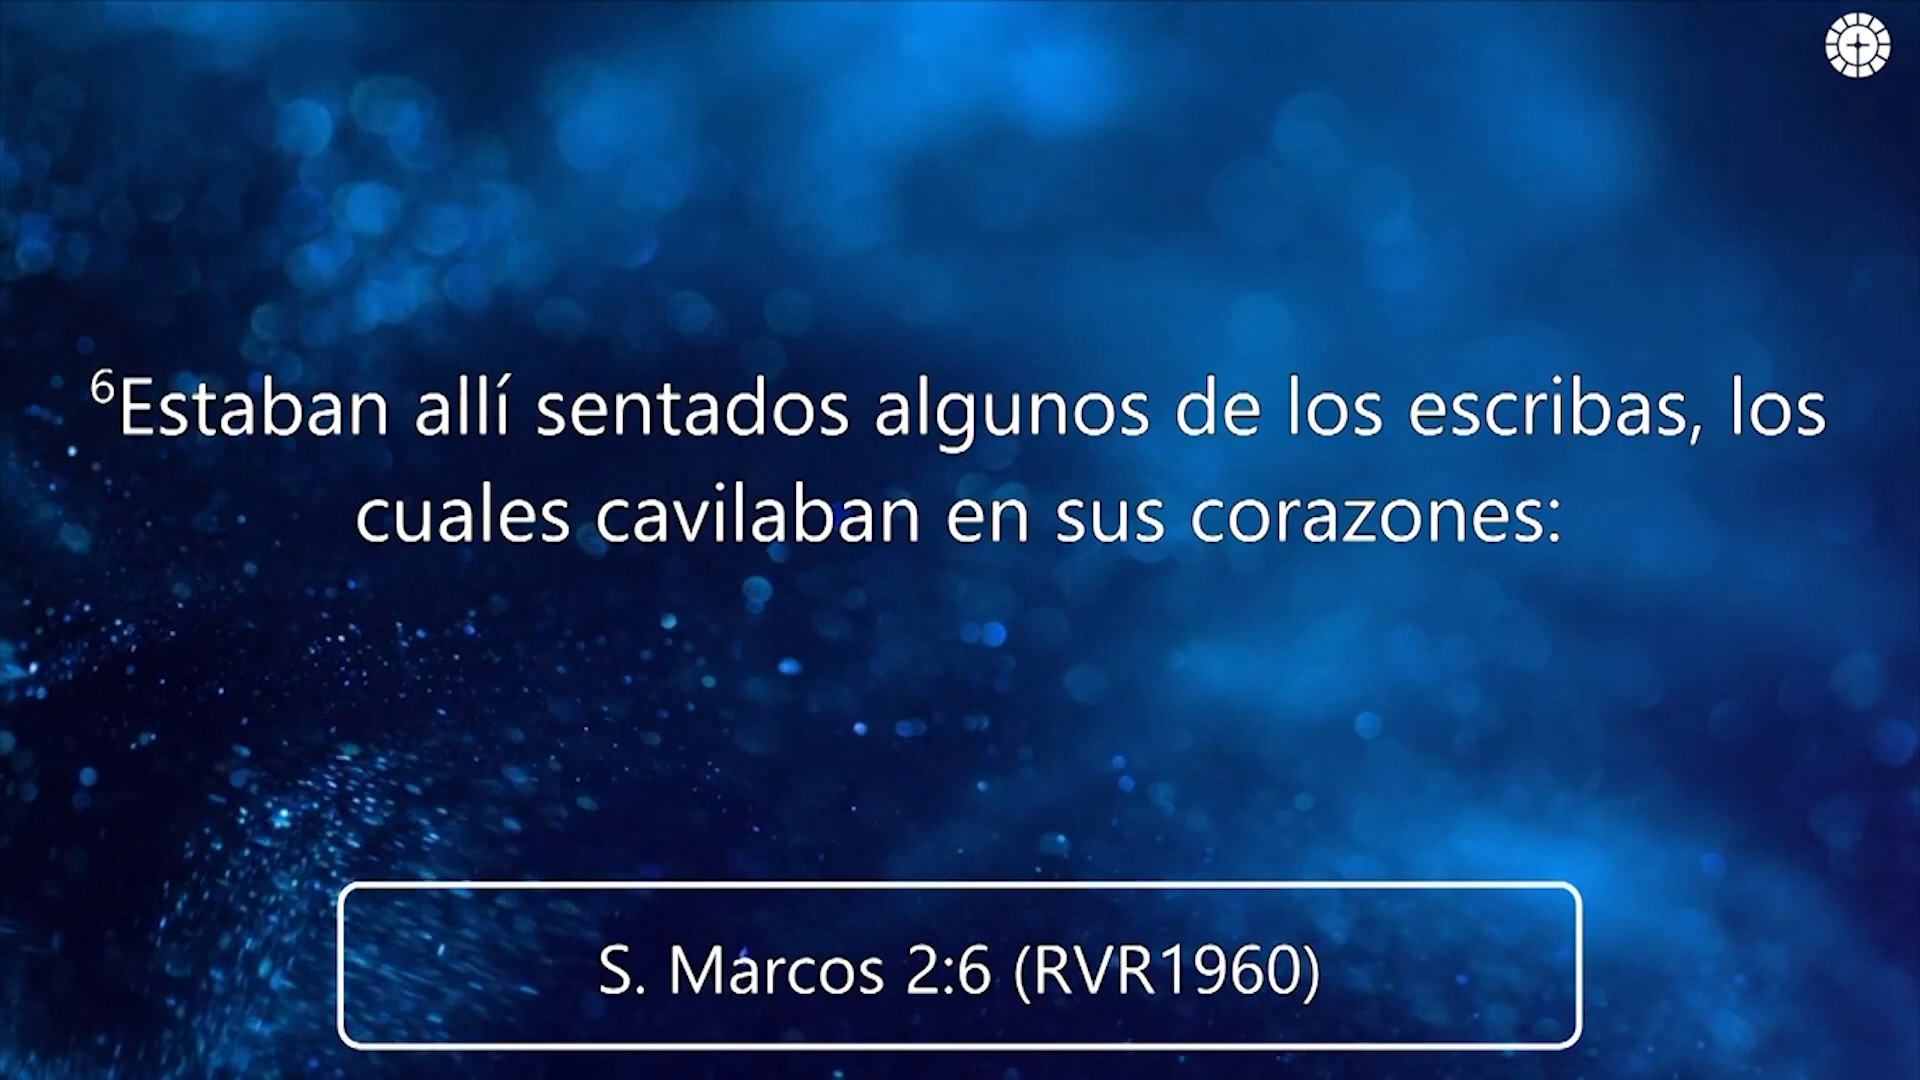 ⁶Estaban allí sentados algunos de los escribas, los
cuales cavilaban en sus corazones:
S. Marcos 2:6 (RVR1960)